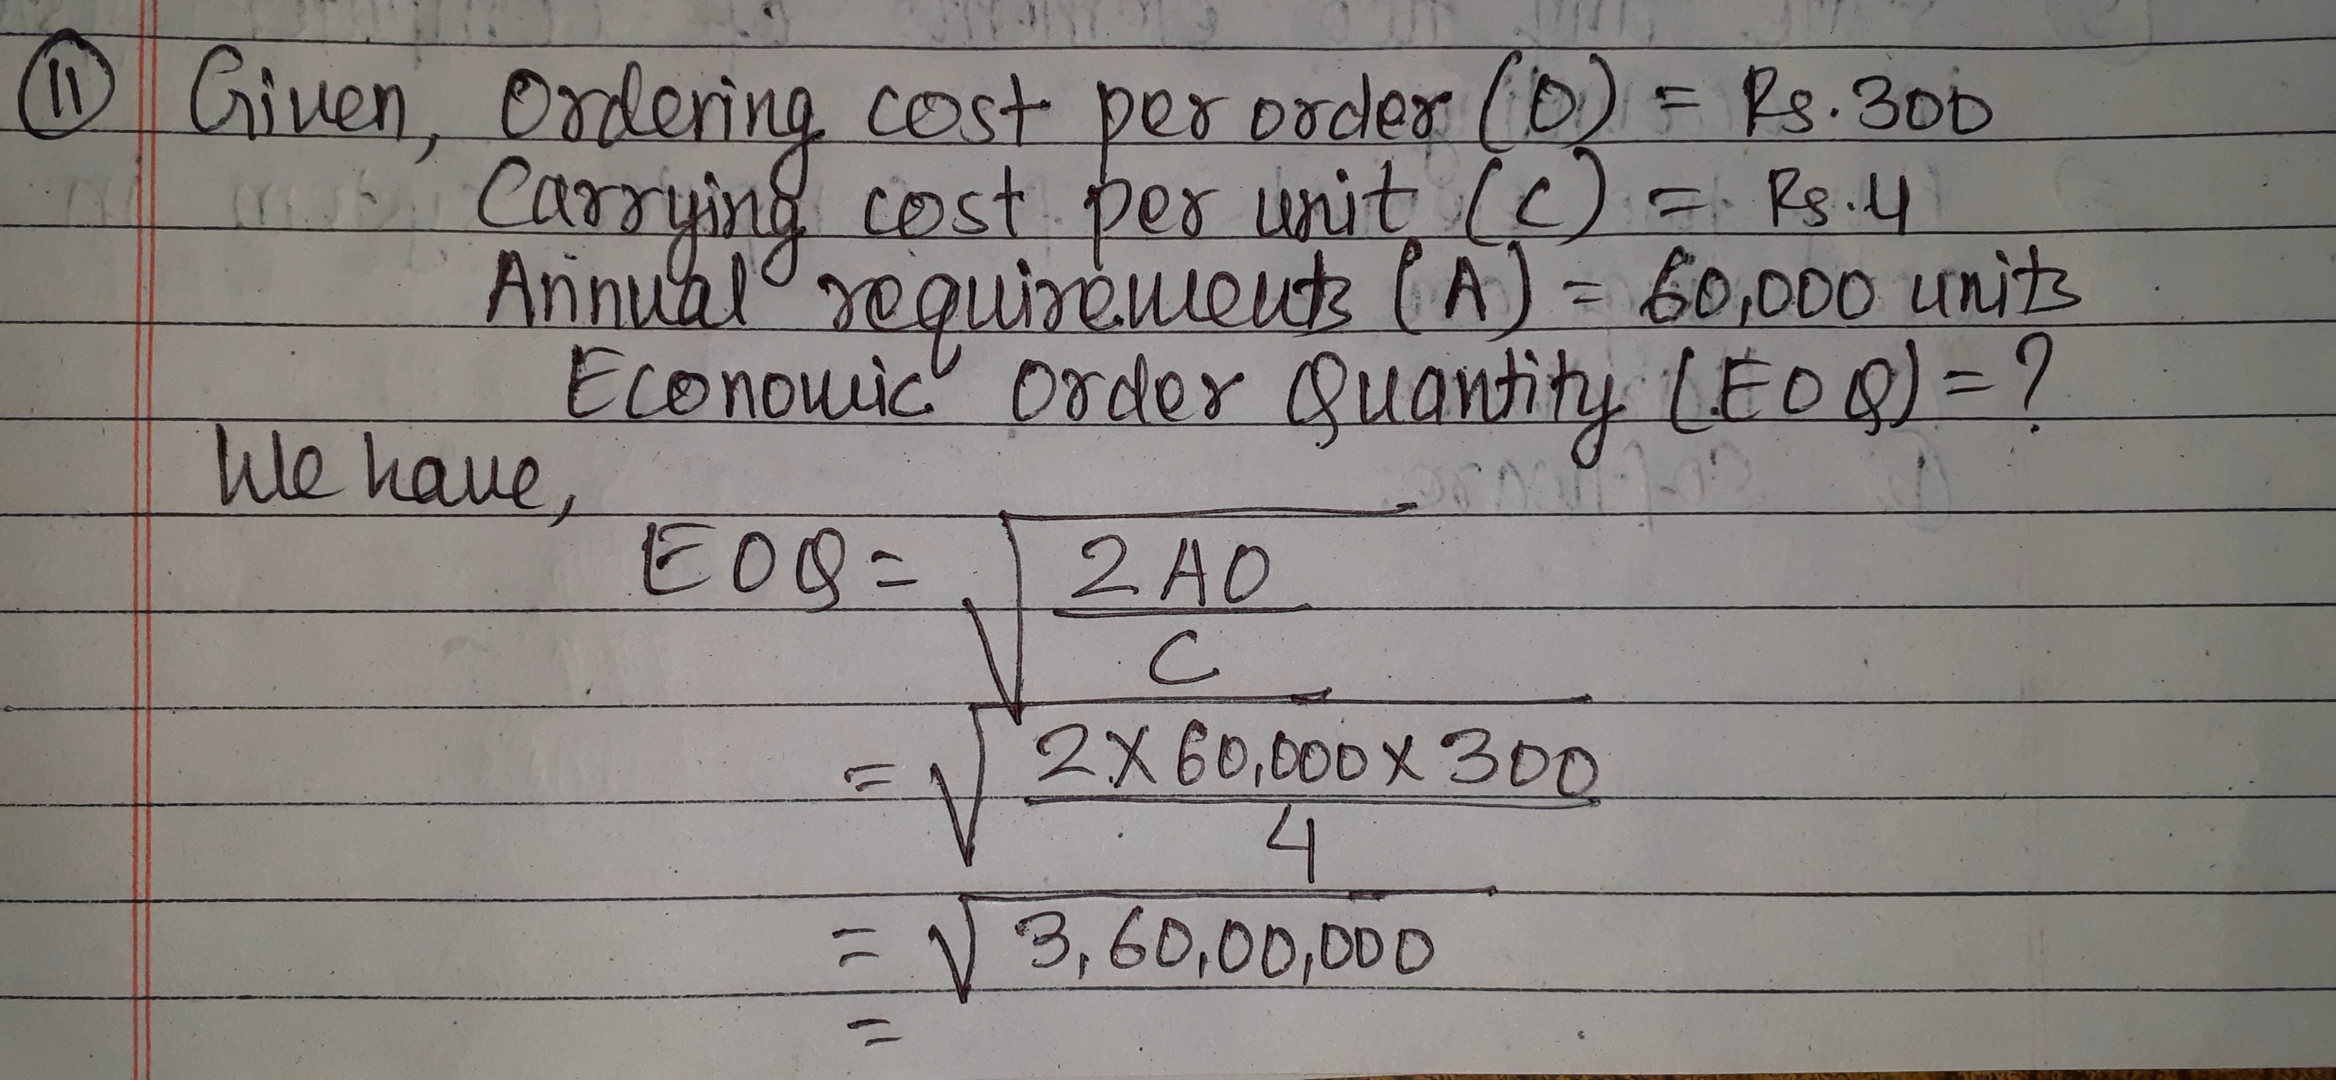 11 Given, Ordering cost per order (O) = Rs. 300
Carrying cost per unit (C) = Rs. 4
Annual requirements (A) = 60,000 units
Economic Order Quantity (EOQ) = ?
We have,
EOQ = √(2AO / C)
= √(2 X 60,000 X 300 / 4)
= √3,60,00,000
=